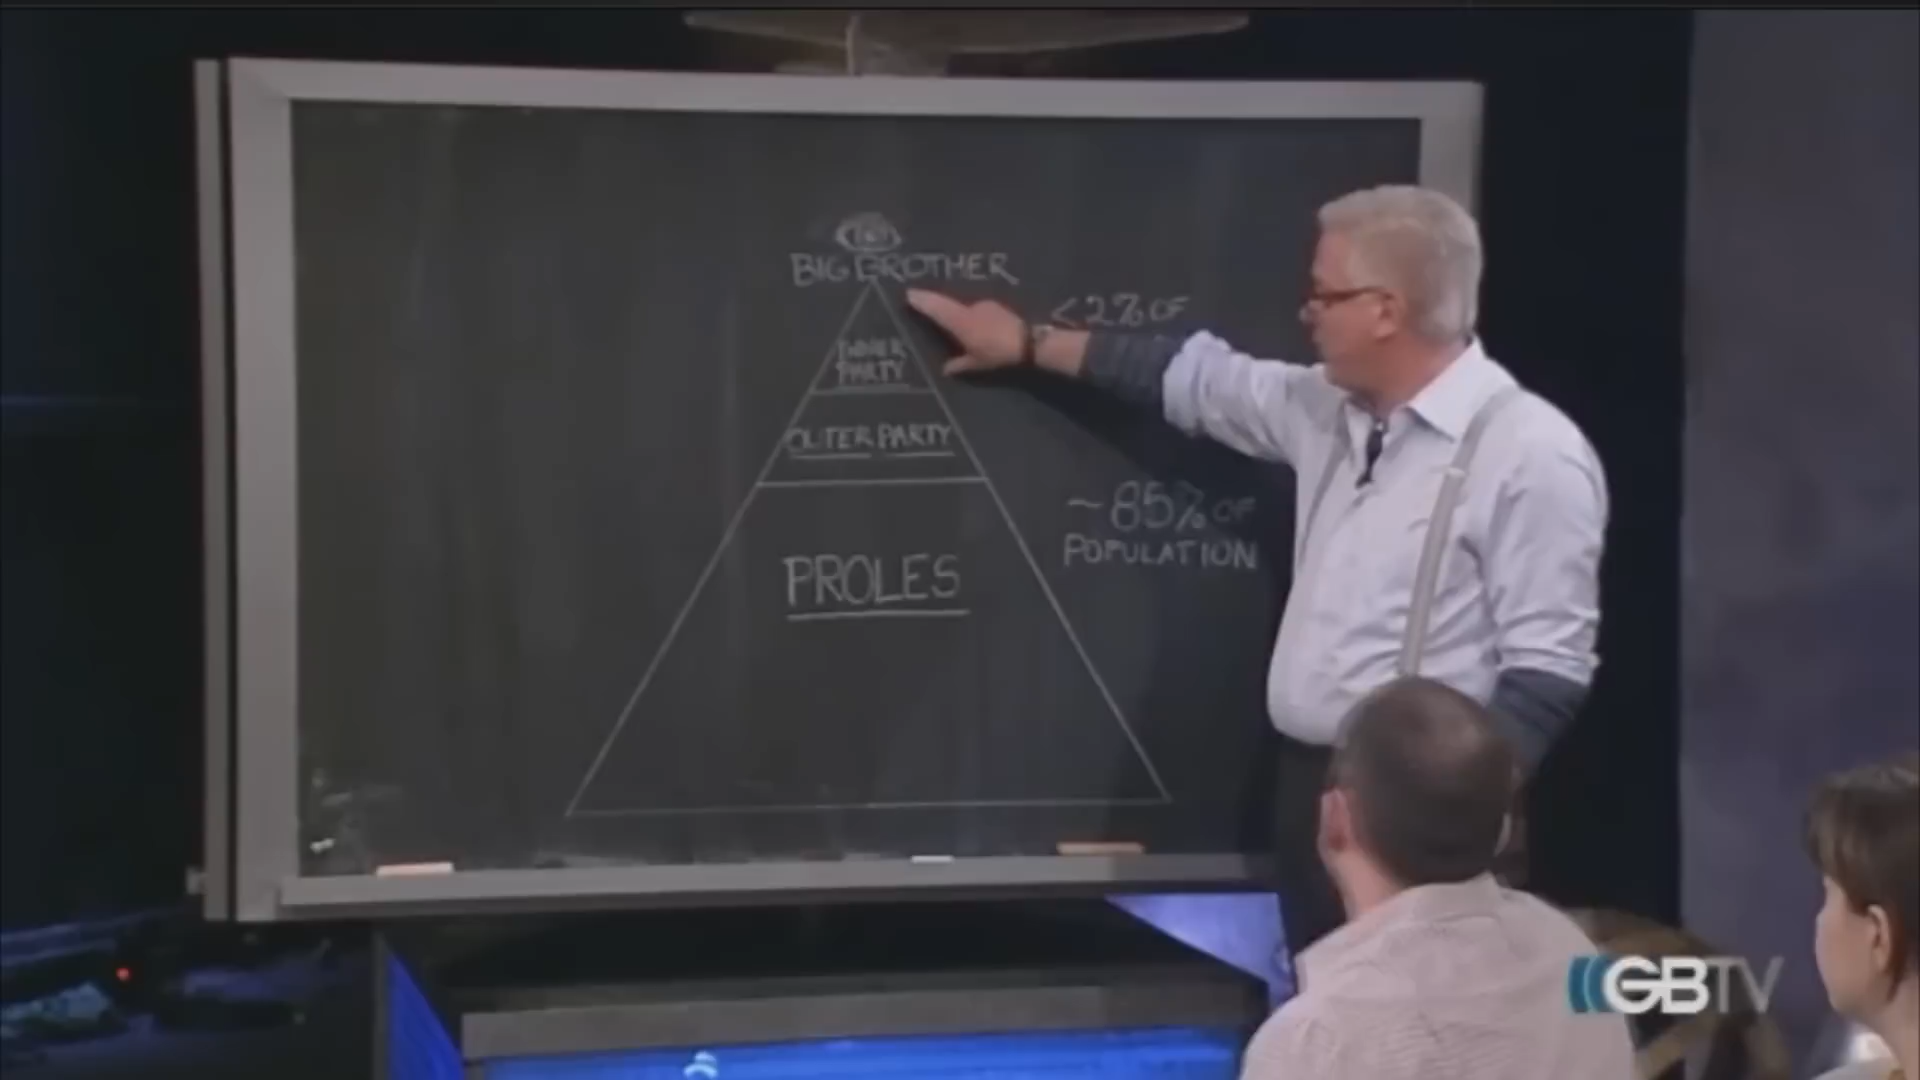 BIG BROTHER
<2% OF
INNER
PARTY
OUTER PARTY
~85% OF
POPULATION
PROLES
GBTV